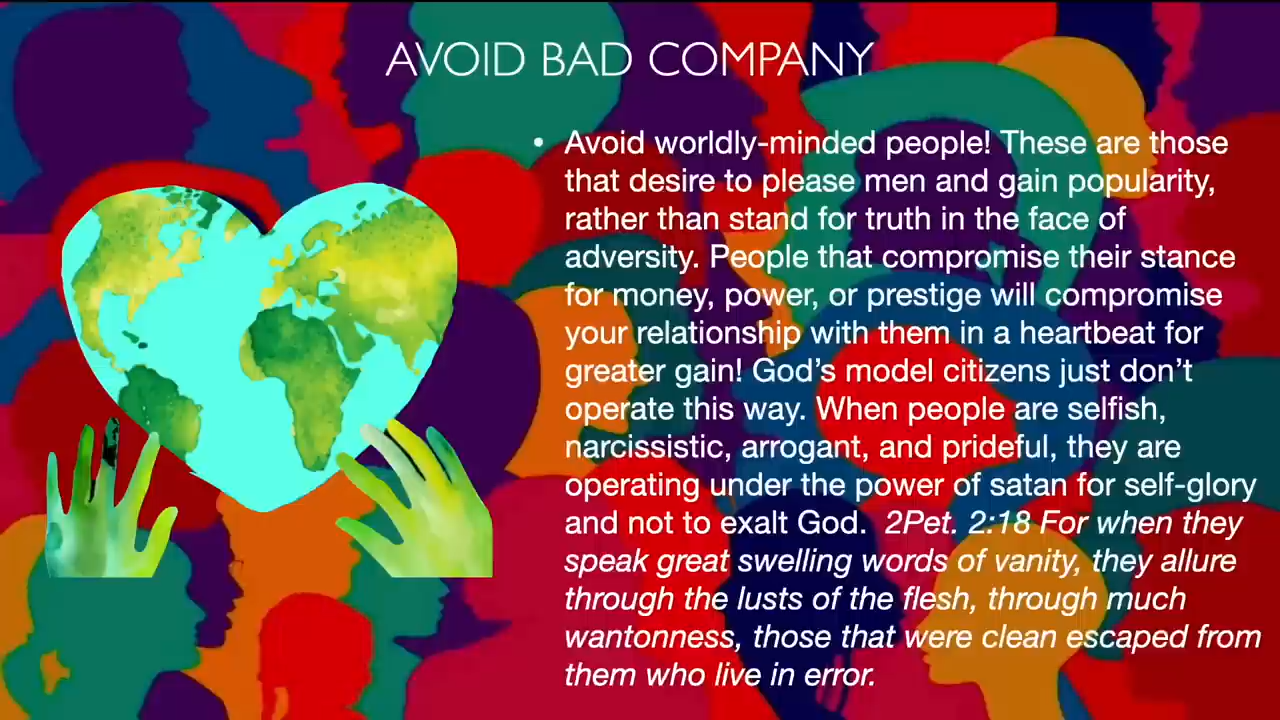 AVOID BAD COMPANY
• Avoid worldly-minded people! These are those
that desire to please men and gain popularity,
rather than stand for truth in the face of
adversity. People that compromise their stance
for money, power, or prestige will compromise
your relationship with them in a heartbeat for
greater gain! God’s model citizens just don’t
operate this way. When people are selfish,
narcissistic, arrogant, and prideful, they are
operating under the power of satan for self-glory
and not to exalt God.  2Pet. 2:18 For when they
speak great swelling words of vanity, they allure
through the lusts of the flesh, through much
wantonness, those that were clean escaped from
them who live in error.